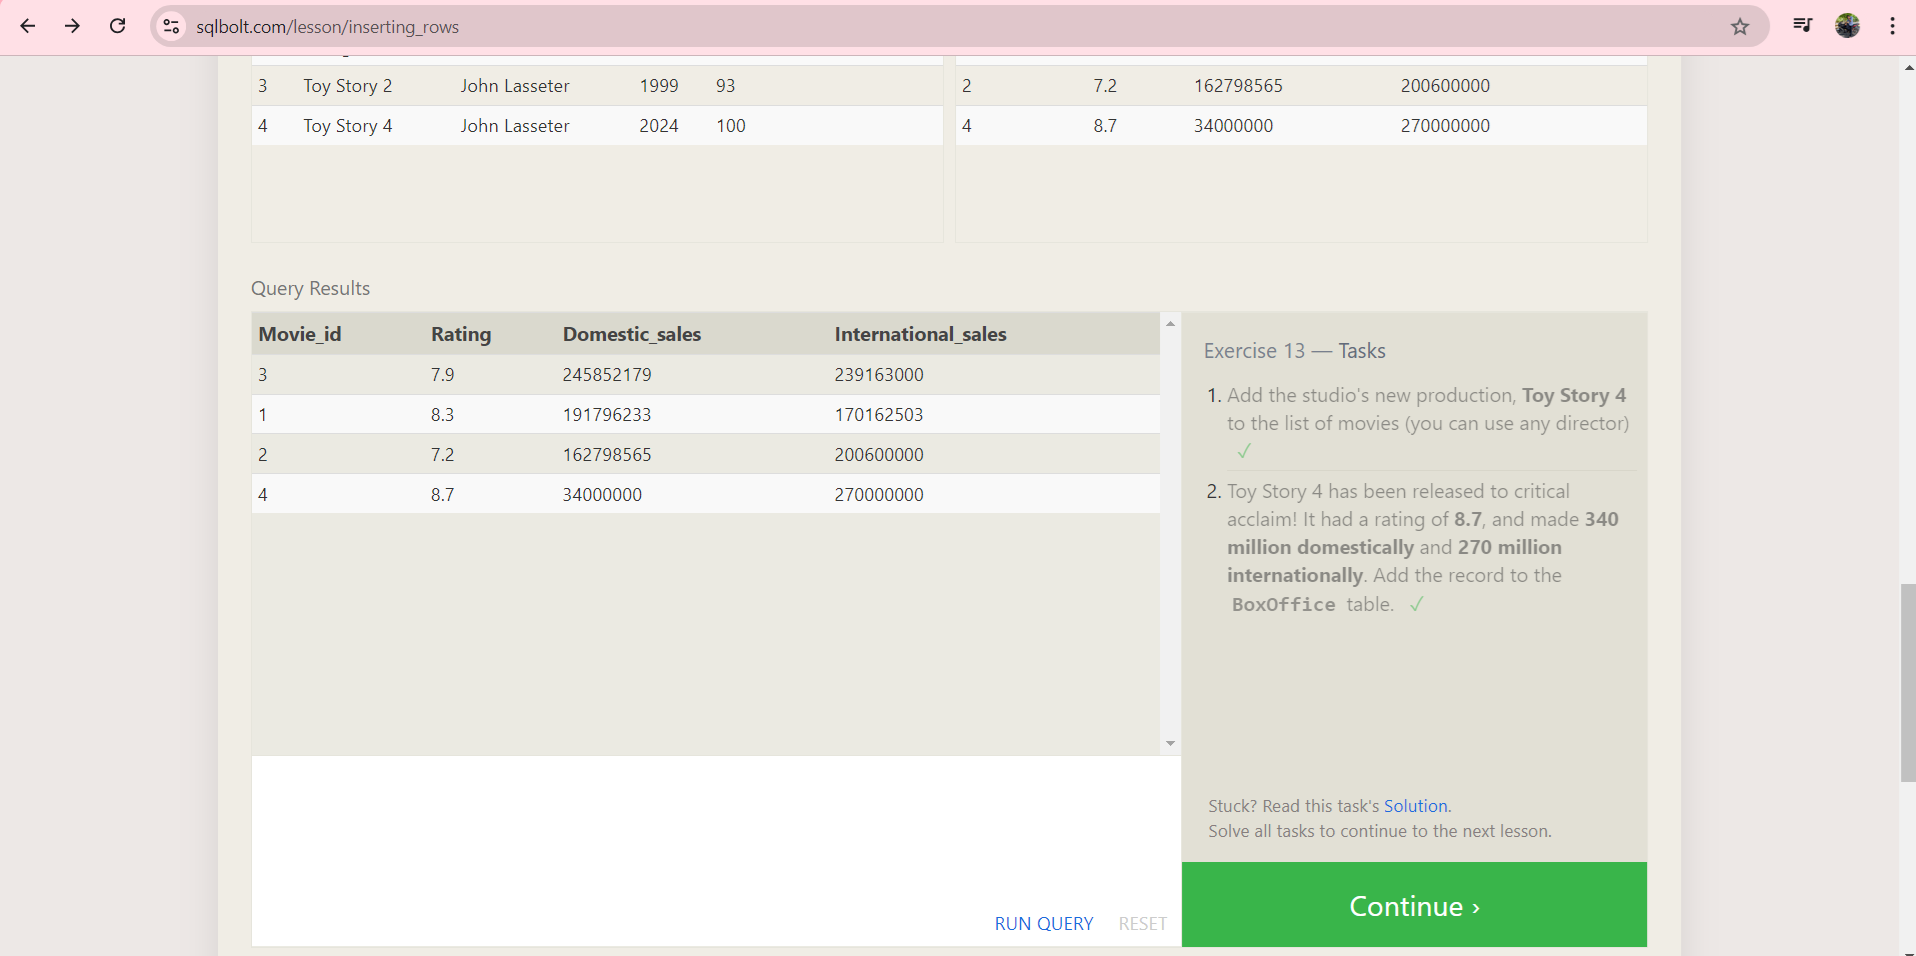 sqlbolt.com/lesson/inserting_rows
3 Toy Story 2 John Lasseter 1999 93
4 Toy Story 4 John Lasseter 2024 100
2 7.2 162798565 200600000
4 8.7 34000000 270000000
Query Results
Movie_id Rating Domestic_sales International_sales
3 7.9 245852179 239163000
1 8.3 191796233 170162503
2 7.2 162798565 200600000
4 8.7 34000000 270000000
RUN QUERY RESET
Exercise 13 — Tasks
1. Add the studio's new production, Toy Story 4
to the list of movies (you can use any director)
✓
2. Toy Story 4 has been released to critical
acclaim! It had a rating of 8.7, and made 340
million domestically and 270 million
internationally. Add the record to the
BoxOffice table. ✓
Stuck? Read this task's Solution.
Solve all tasks to continue to the next lesson.
Continue ›